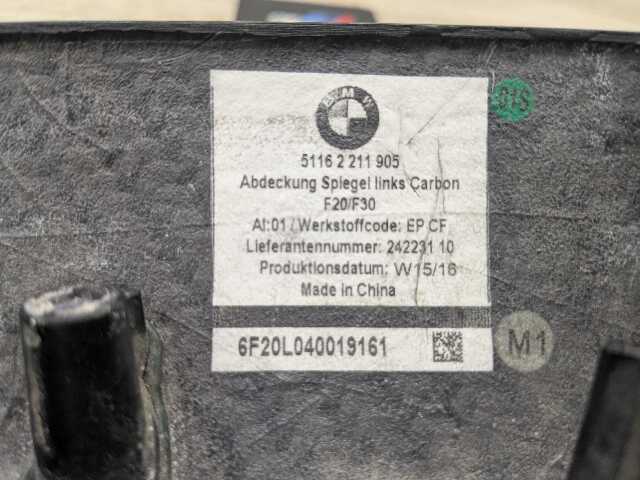 BMW
5116 2 211 905
Abdeckung Spiegel links Carbon
F20/F30
AI:01 / Werkstoffcode: EP CF
Lieferantennummer: 242231 10
Produktionsdatum: W15/16
Made in China
6F20L040019161
M1